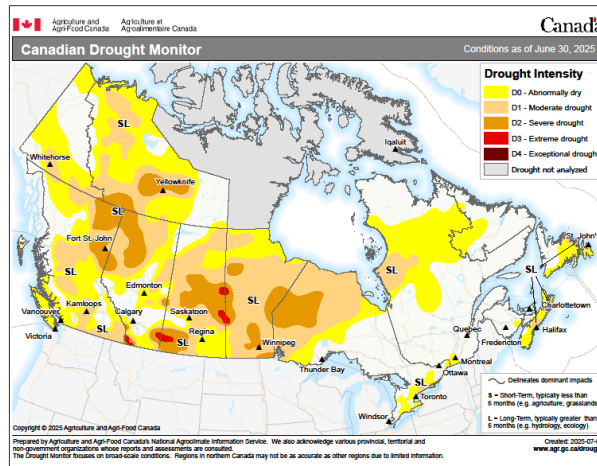 Agriculture and Agriculture et
Agri-Food Canada Agroalimentaire Canada
Canada
Canadian Drought Monitor
Conditions as of June 30, 2025
Drought Intensity
D0 - Abnormally dry
D1 - Moderate drought
D2 - Severe drought
D3 - Extreme drought
D4 - Exceptional drought
Drought not analyzed
SL
Iqaluit
Whitehorse
Yellowknife
SL
Fort St. John
St. John'
SL
SL
SL
SL
Edmonton
Charlottetown
Kamloops
Saskatoon
Vancouver
Calgary
Regina
Quebec
Halifax
Victoria
SL
SL
Winnipeg
Fredericton
Montreal
Thunder Bay
Ottawa
SL
Toronto
Windsor
Delineates dominant impacts
S = Short-Term, typically less than
6 months (e.g. agriculture, grasslands
L = Long-Term, typically greater than
6 months (e.g. hydrology, ecology)
Copyright © 2025 Agriculture and Agri-Food Canada
Prepared by Agriculture and Agri-Food Canada's National Agroclimate Information Service. We also acknowledge various provincial, territorial and
non-government organizations whose reports and assessments are consulted.
The Drought Monitor focuses on broad-scale conditions. Regions in northern Canada may not be as accurate as other regions due to limited information.
Created: 2025-07-
www.agr.gc.ca/droug